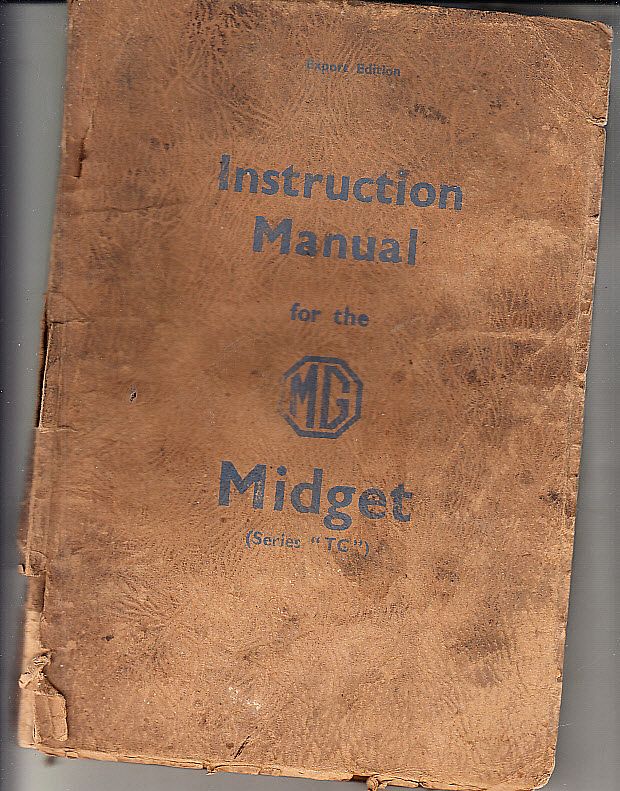 Export Edition
Instruction
Manual
for the
MG
Midget
(Series "TC")